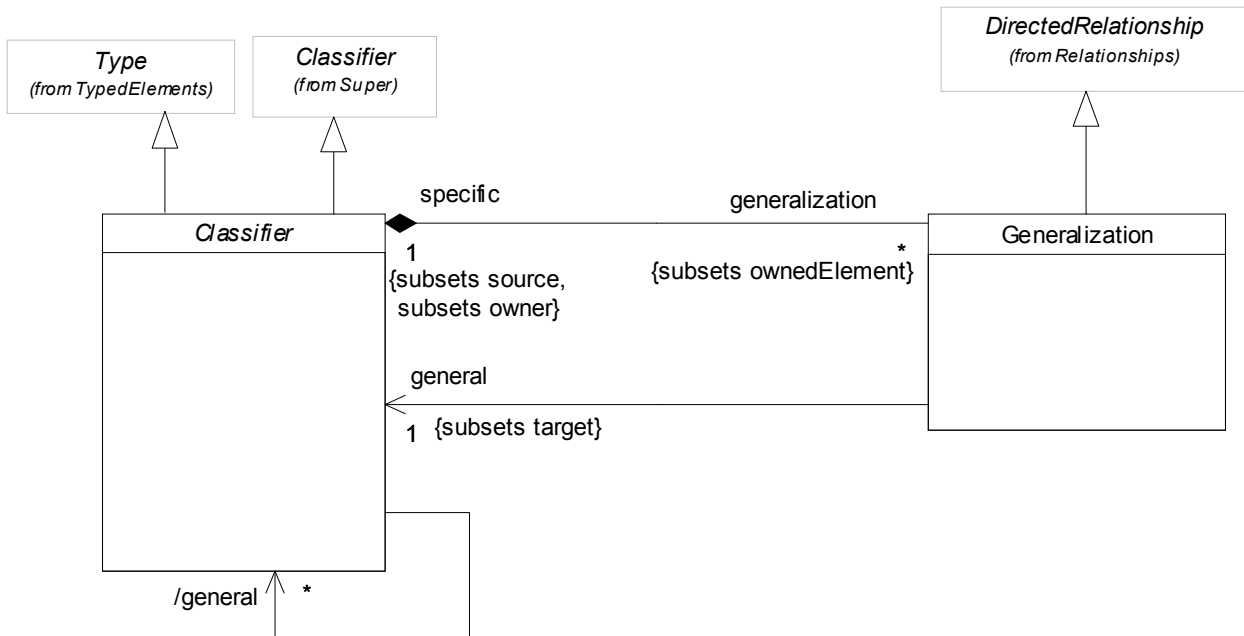 DirectedRelationship
(from Relationships)
Type
(from TypedElements)
Classifier
(from Super)
specific
generalization
Classifier
Generalization
1
*
{subsets source,
subsets owner}
{subsets ownedElement}
general
1
{subsets target}
/general
*